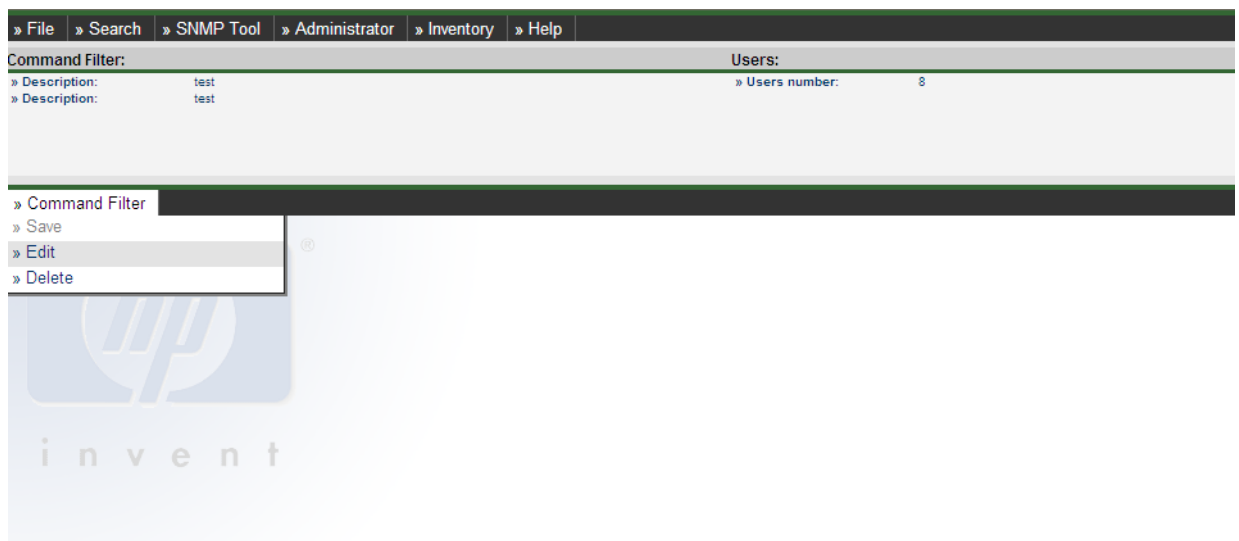 » File » Search » SNMP Tool » Administrator » Inventory » Help
Command Filter: Users:
» Description: test » Users number: 8
» Description: test
» Command Filter
» Save
» Edit
» Delete
®
hp
invent